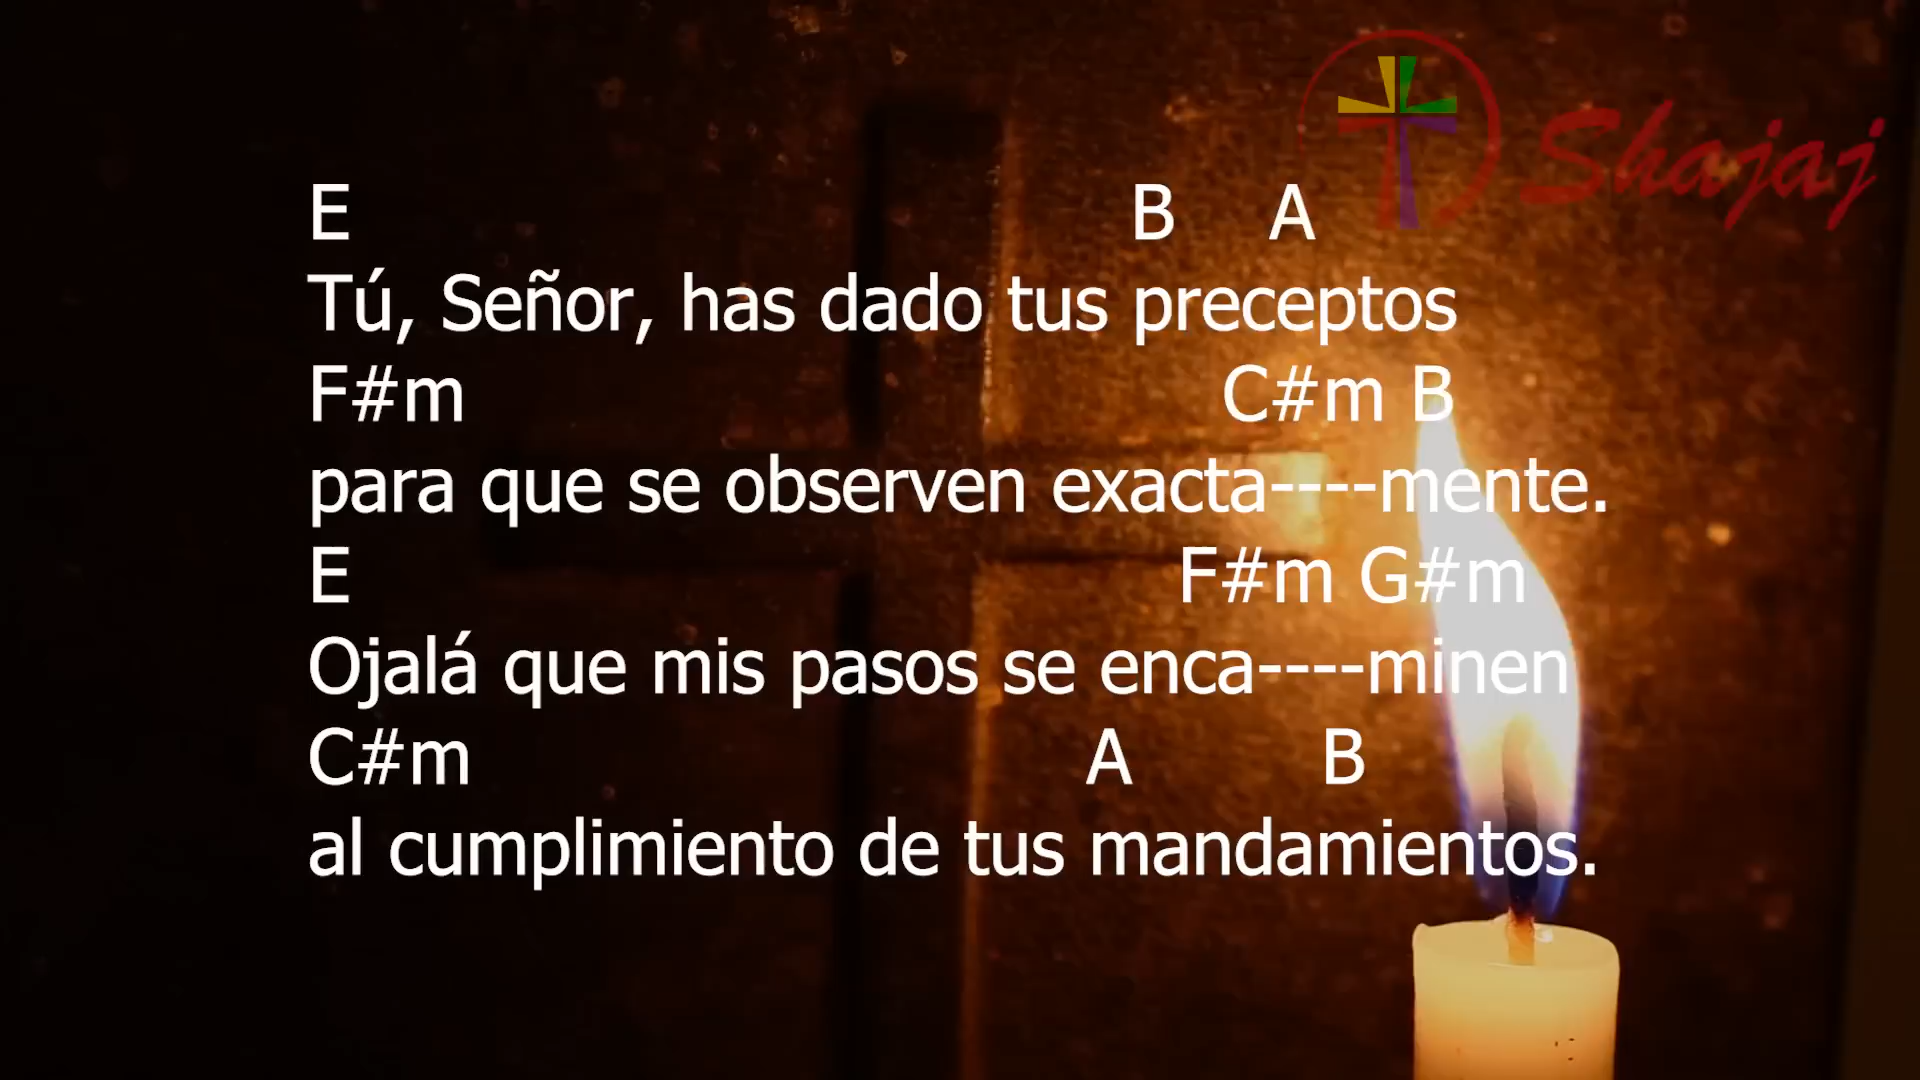 Shajaj
E B A
Tú, Señor, has dado tus preceptos
F#m C#m B
para que se observen exacta----mente.
E F#m G#m
Ojalá que mis pasos se enca----minen
C#m A B
al cumplimiento de tus mandamientos.